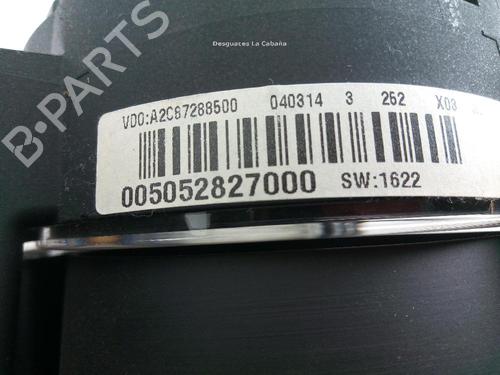 Desguaces La Cabaña
B-PARTS
VDO:A2C87288500 040314 3 252 X03
005052827000 SW:1622